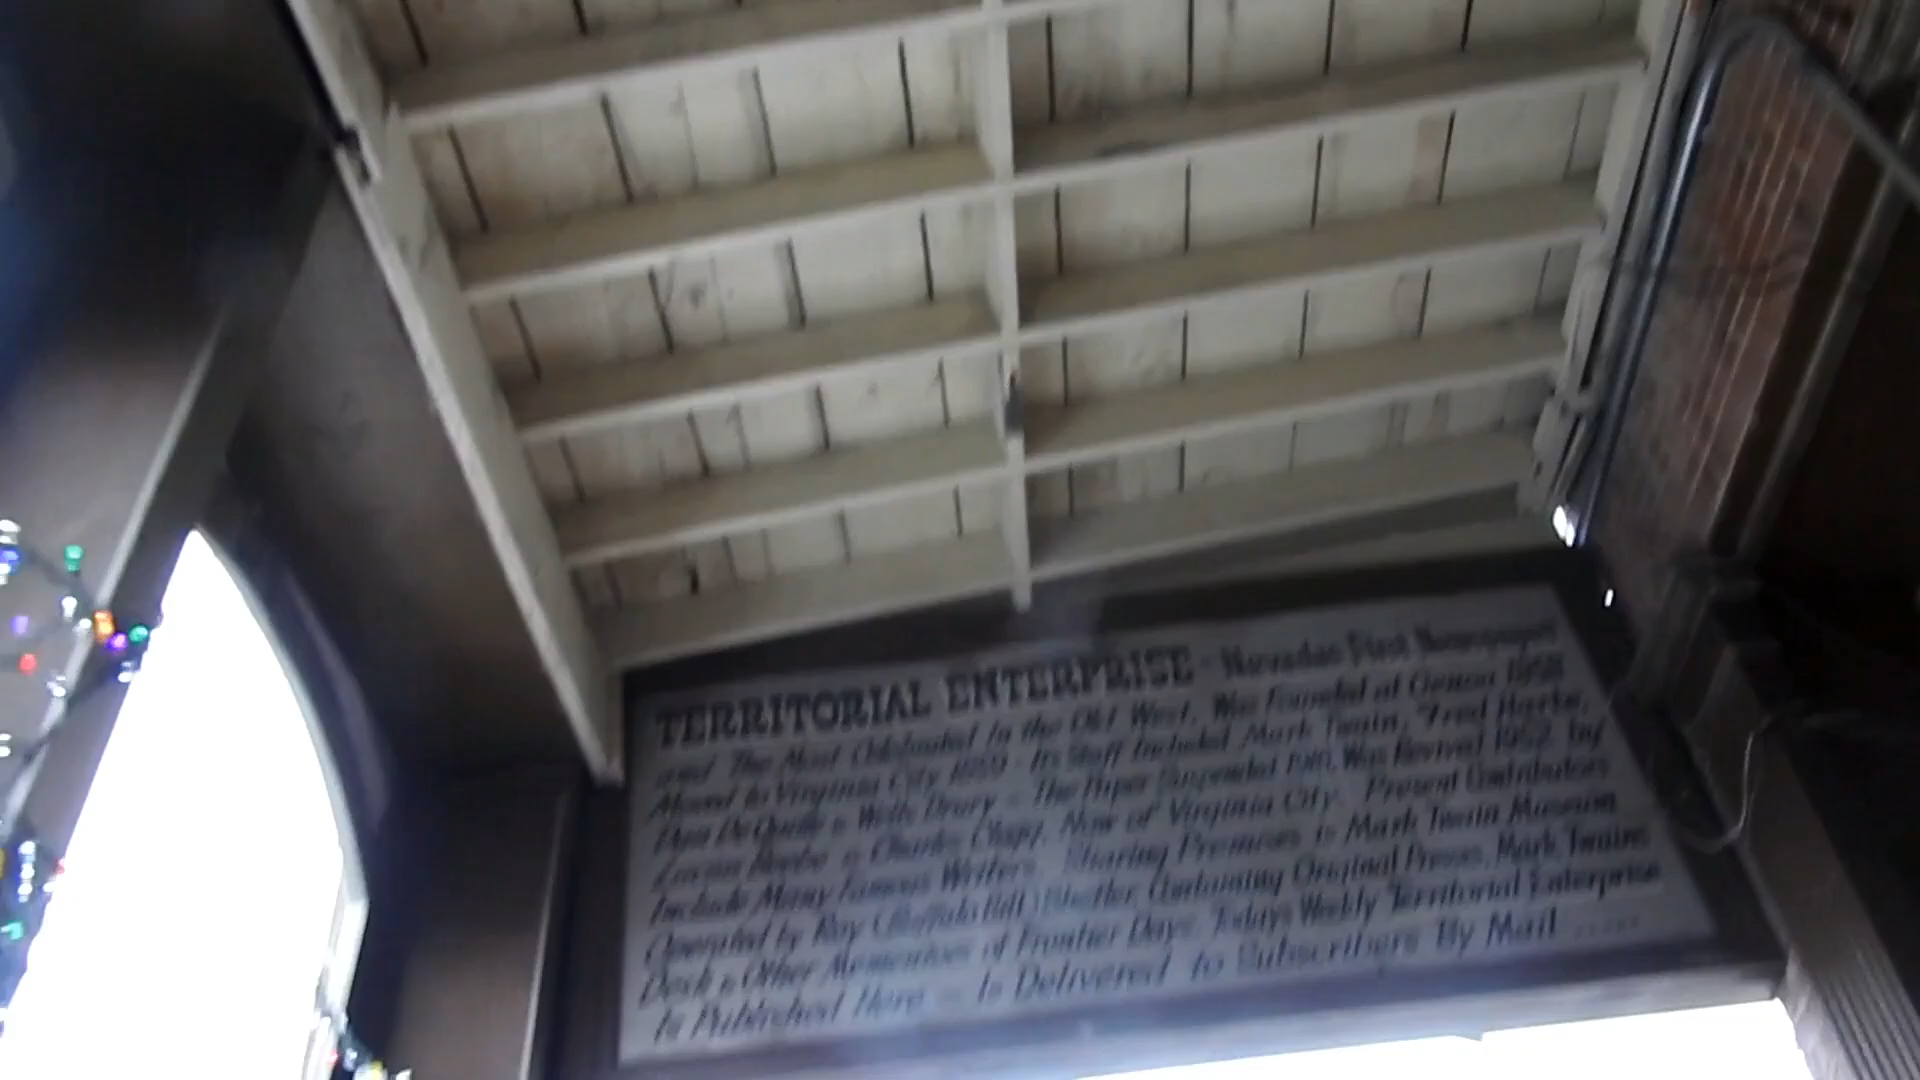 TERRITORIAL ENTERPRISE - Nevadas First Newspaper
and The Most Celebrated in the Old West, Was Founded at Genoa 1858
Moved to Virginia City 1859 - Its Staff Included Mark Twain, Fred Harte,
Dan De Quille & Wells Drury - The Paper Suspended 1916, Was Revived 1952, by
Lucius Beebe & Charles Clegg, Now of Virginia City. Present Contributors
Include Many Famous Writers Sharing Premises is Mark Twain Museum
Operated by Roy (Buffalo Bill) Shetler, Containing Original Presses, Mark Twains
Desk & Other Mementoes of Frontier Days. Todays Weekly Territorial Enterprise
Is Published Here - Is Delivered to Subscribers By Mail .....